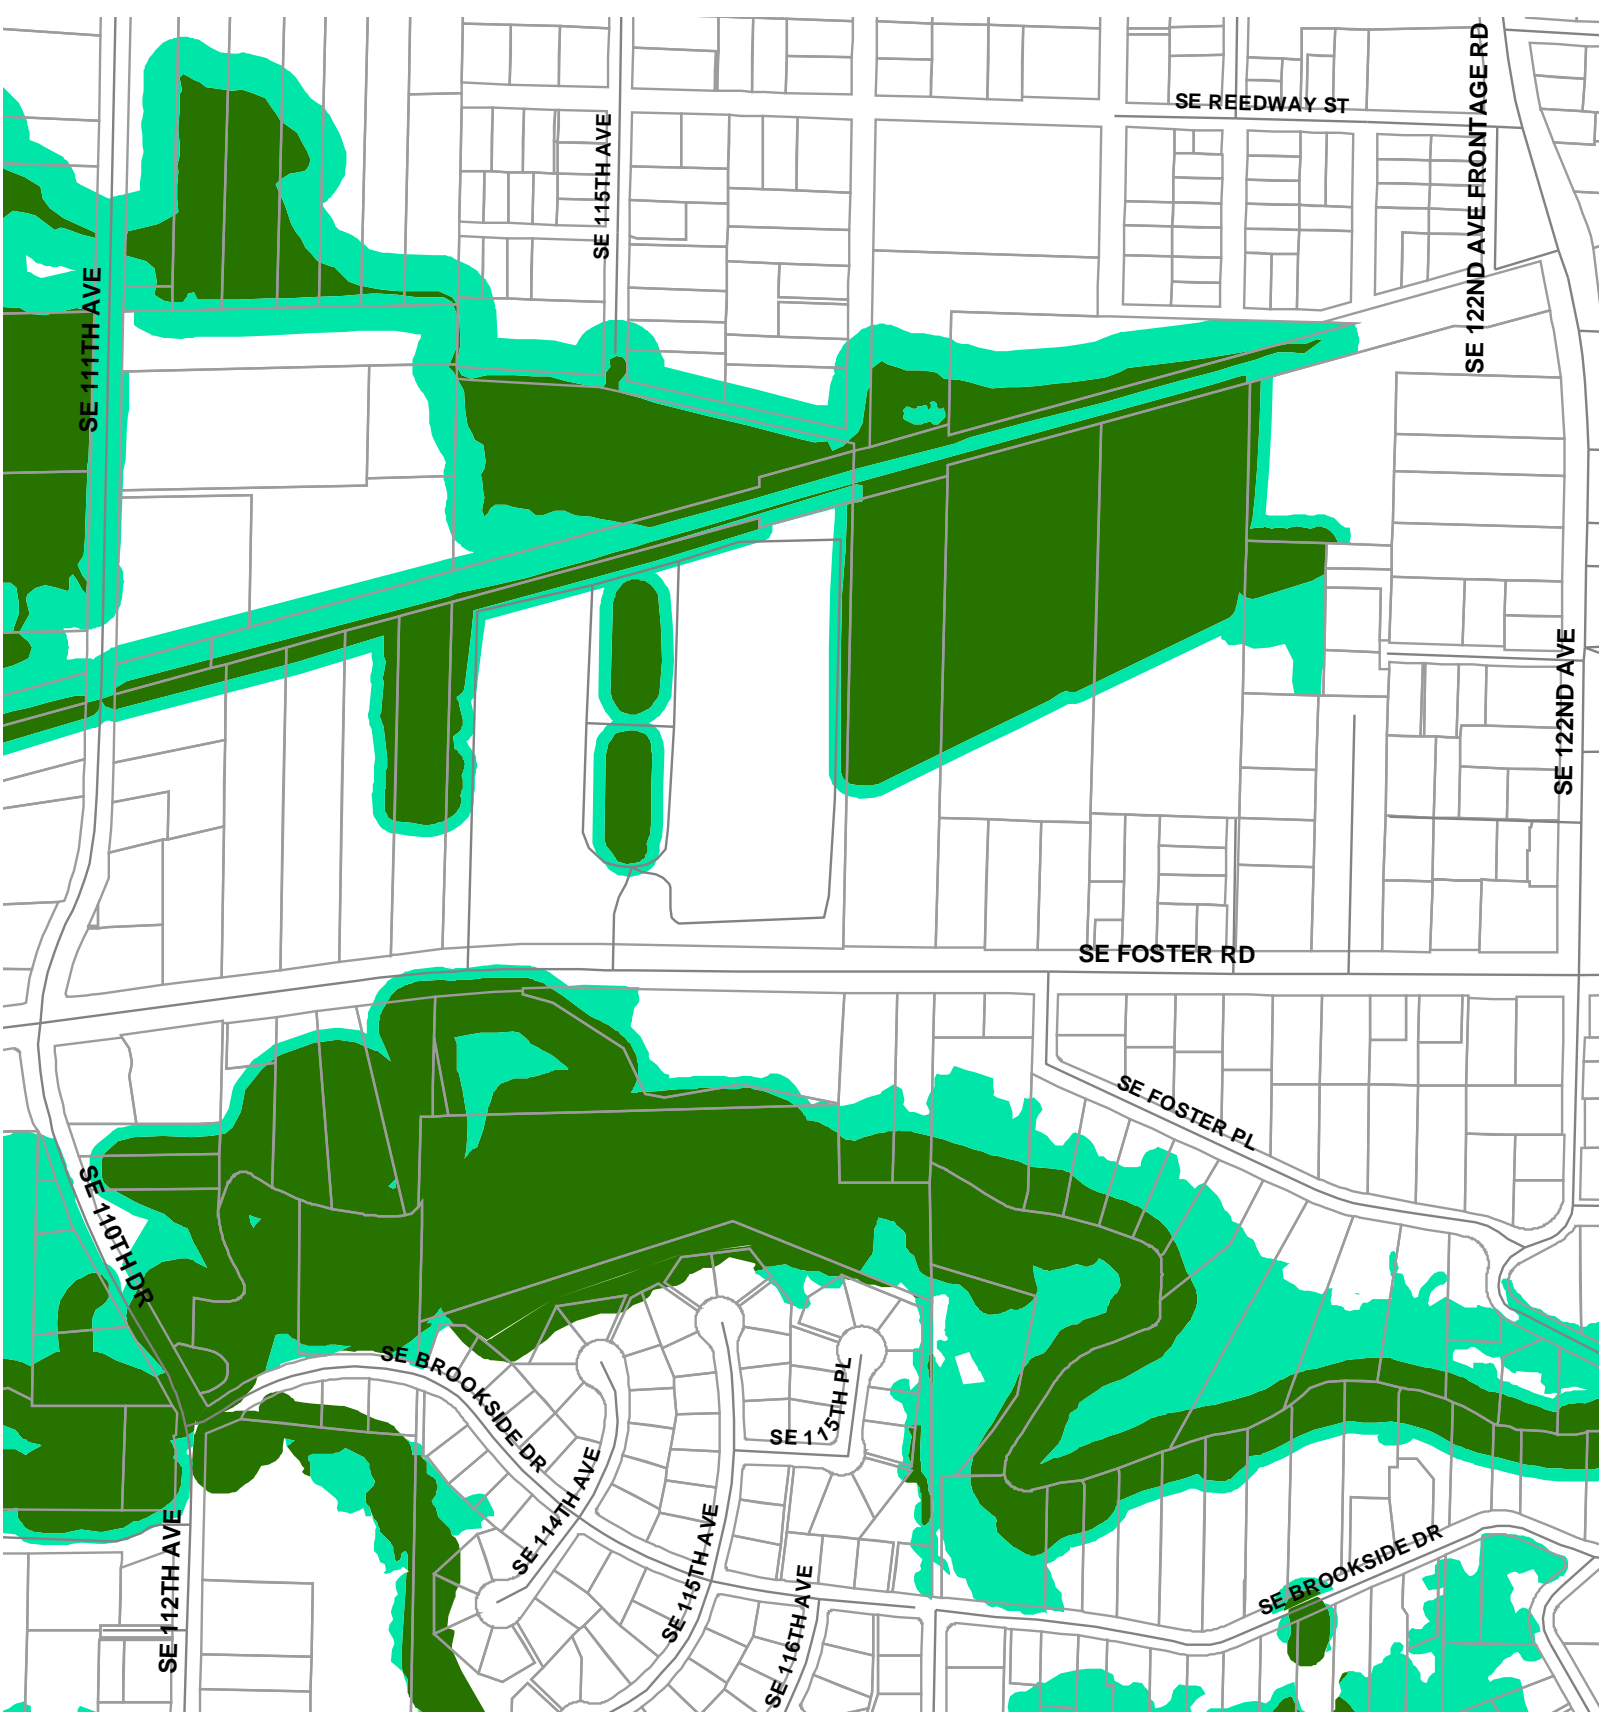 SE REEDWAY ST
SE 122ND AVE FRONTAGE RD
SE 115TH AVE
SE 111TH AVE
SE 122ND AVE
SE FOSTER RD
SE FOSTER PL
SE 110TH DR
SE BROOKSIDE DR
SE 115TH PL
SE 114TH AVE
SE 115TH AVE
SE 112TH AVE
SE 116TH AVE
SE BROOKSIDE DR